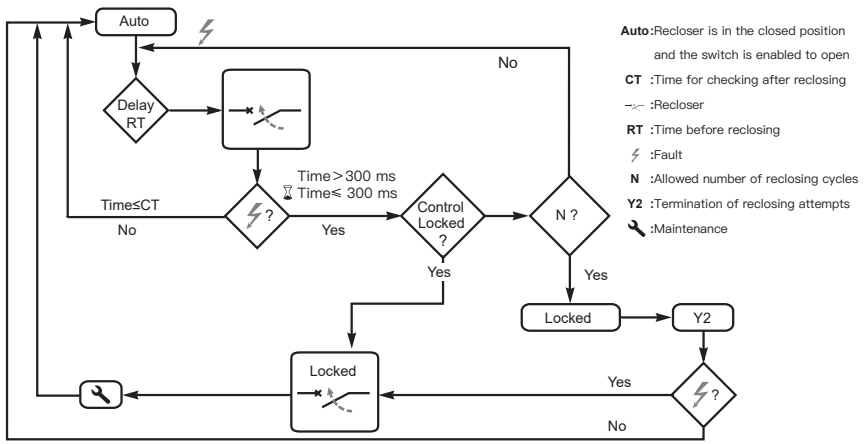 Auto
No
Delay
RT
Time>300 ms
Time≤ 300 ms
Time≤CT
No
?
Yes
Control
Locked
?
N ?
Yes
Yes
Locked
Y2
Locked
Yes
?
No
Auto:Recloser is in the closed position
and the switch is enabled to open
CT :Time for checking after reclosing
:Recloser
RT :Time before reclosing
:Fault
N :Allowed number of reclosing cycles
Y2 :Termination of reclosing attempts
:Maintenance